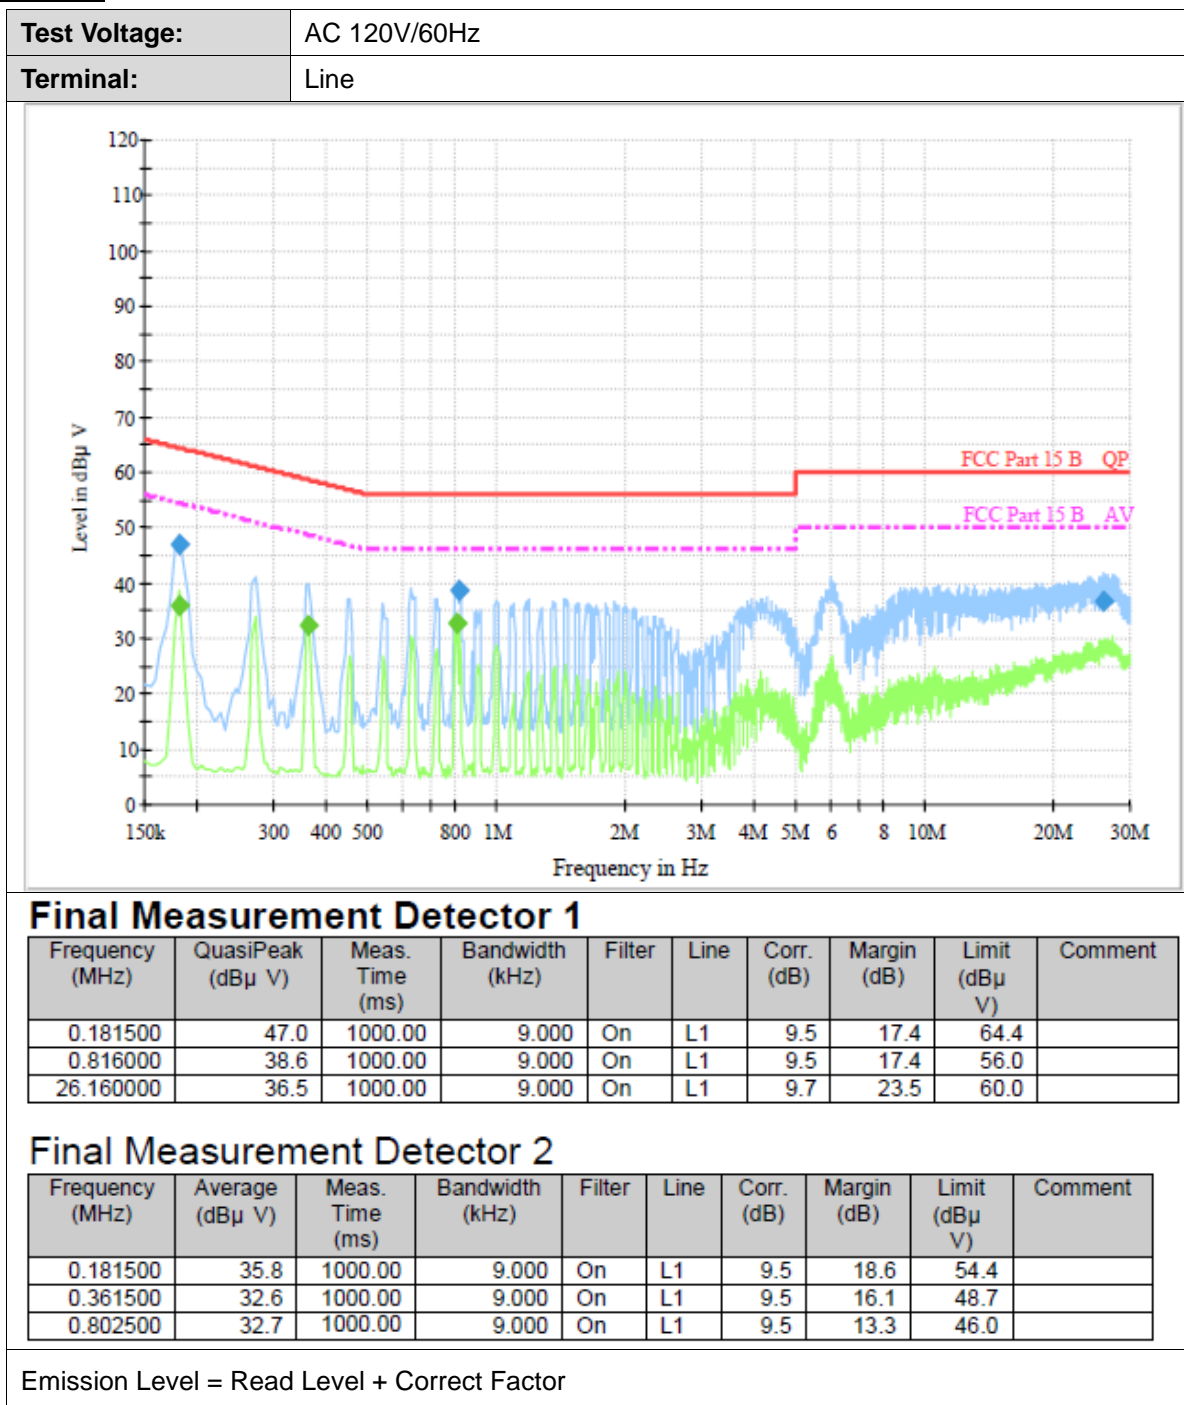 Test Voltage: AC 120V/60Hz
Terminal: Line
120
110
100
90
80
70
60
50
40
30
20
10
0
Level in dBµ V
FCC Part 15 B QP
FCC Part 15 B AV
150k 300 400 500 800 1M 2M 3M 4M 5M 6 8 10M 20M 30M
Frequency in Hz
Final Measurement Detector 1
Frequency (MHz) QuasiPeak (dBµ V) Meas. Time (ms) Bandwidth (kHz) Filter Line Corr. (dB) Margin (dB) Limit (dBµ V) Comment
0.181500 47.0 1000.00 9.000 On L1 9.5 17.4 64.4
0.816000 38.6 1000.00 9.000 On L1 9.5 17.4 56.0
26.160000 36.5 1000.00 9.000 On L1 9.7 23.5 60.0
Final Measurement Detector 2
Frequency (MHz) Average (dBµ V) Meas. Time (ms) Bandwidth (kHz) Filter Line Corr. (dB) Margin (dB) Limit (dBµ V) Comment
0.181500 35.8 1000.00 9.000 On L1 9.5 18.6 54.4
0.361500 32.6 1000.00 9.000 On L1 9.5 16.1 48.7
0.802500 32.7 1000.00 9.000 On L1 9.5 13.3 46.0
Emission Level = Read Level + Correct Factor